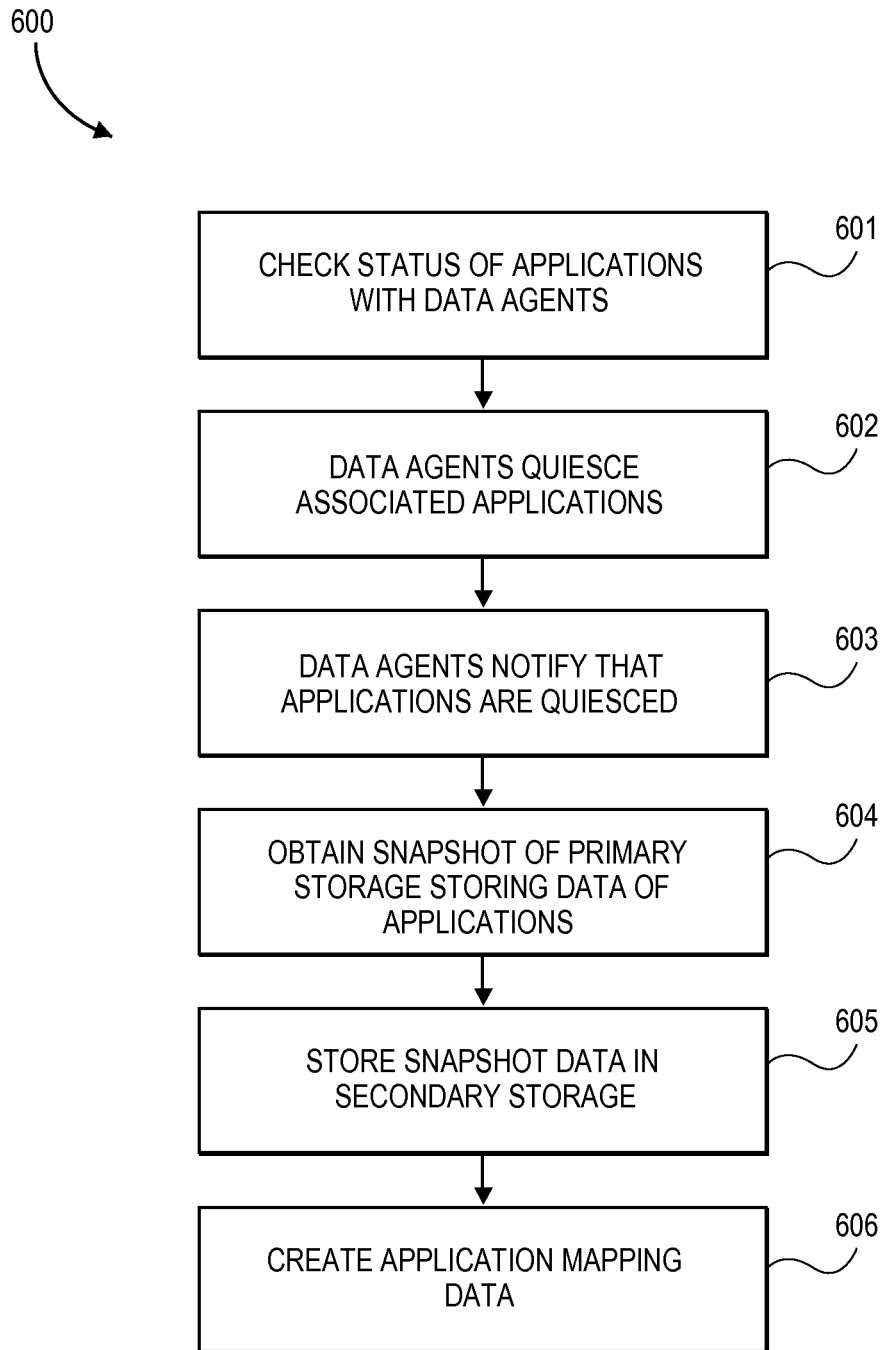 600
601
CHECK STATUS OF APPLICATIONS
WITH DATA AGENTS
602
DATA AGENTS QUIESCE
ASSOCIATED APPLICATIONS
603
DATA AGENTS NOTIFY THAT
APPLICATIONS ARE QUIESCED
604
OBTAIN SNAPSHOT OF PRIMARY
STORAGE STORING DATA OF
APPLICATIONS
605
STORE SNAPSHOT DATA IN
SECONDARY STORAGE
606
CREATE APPLICATION MAPPING
DATA